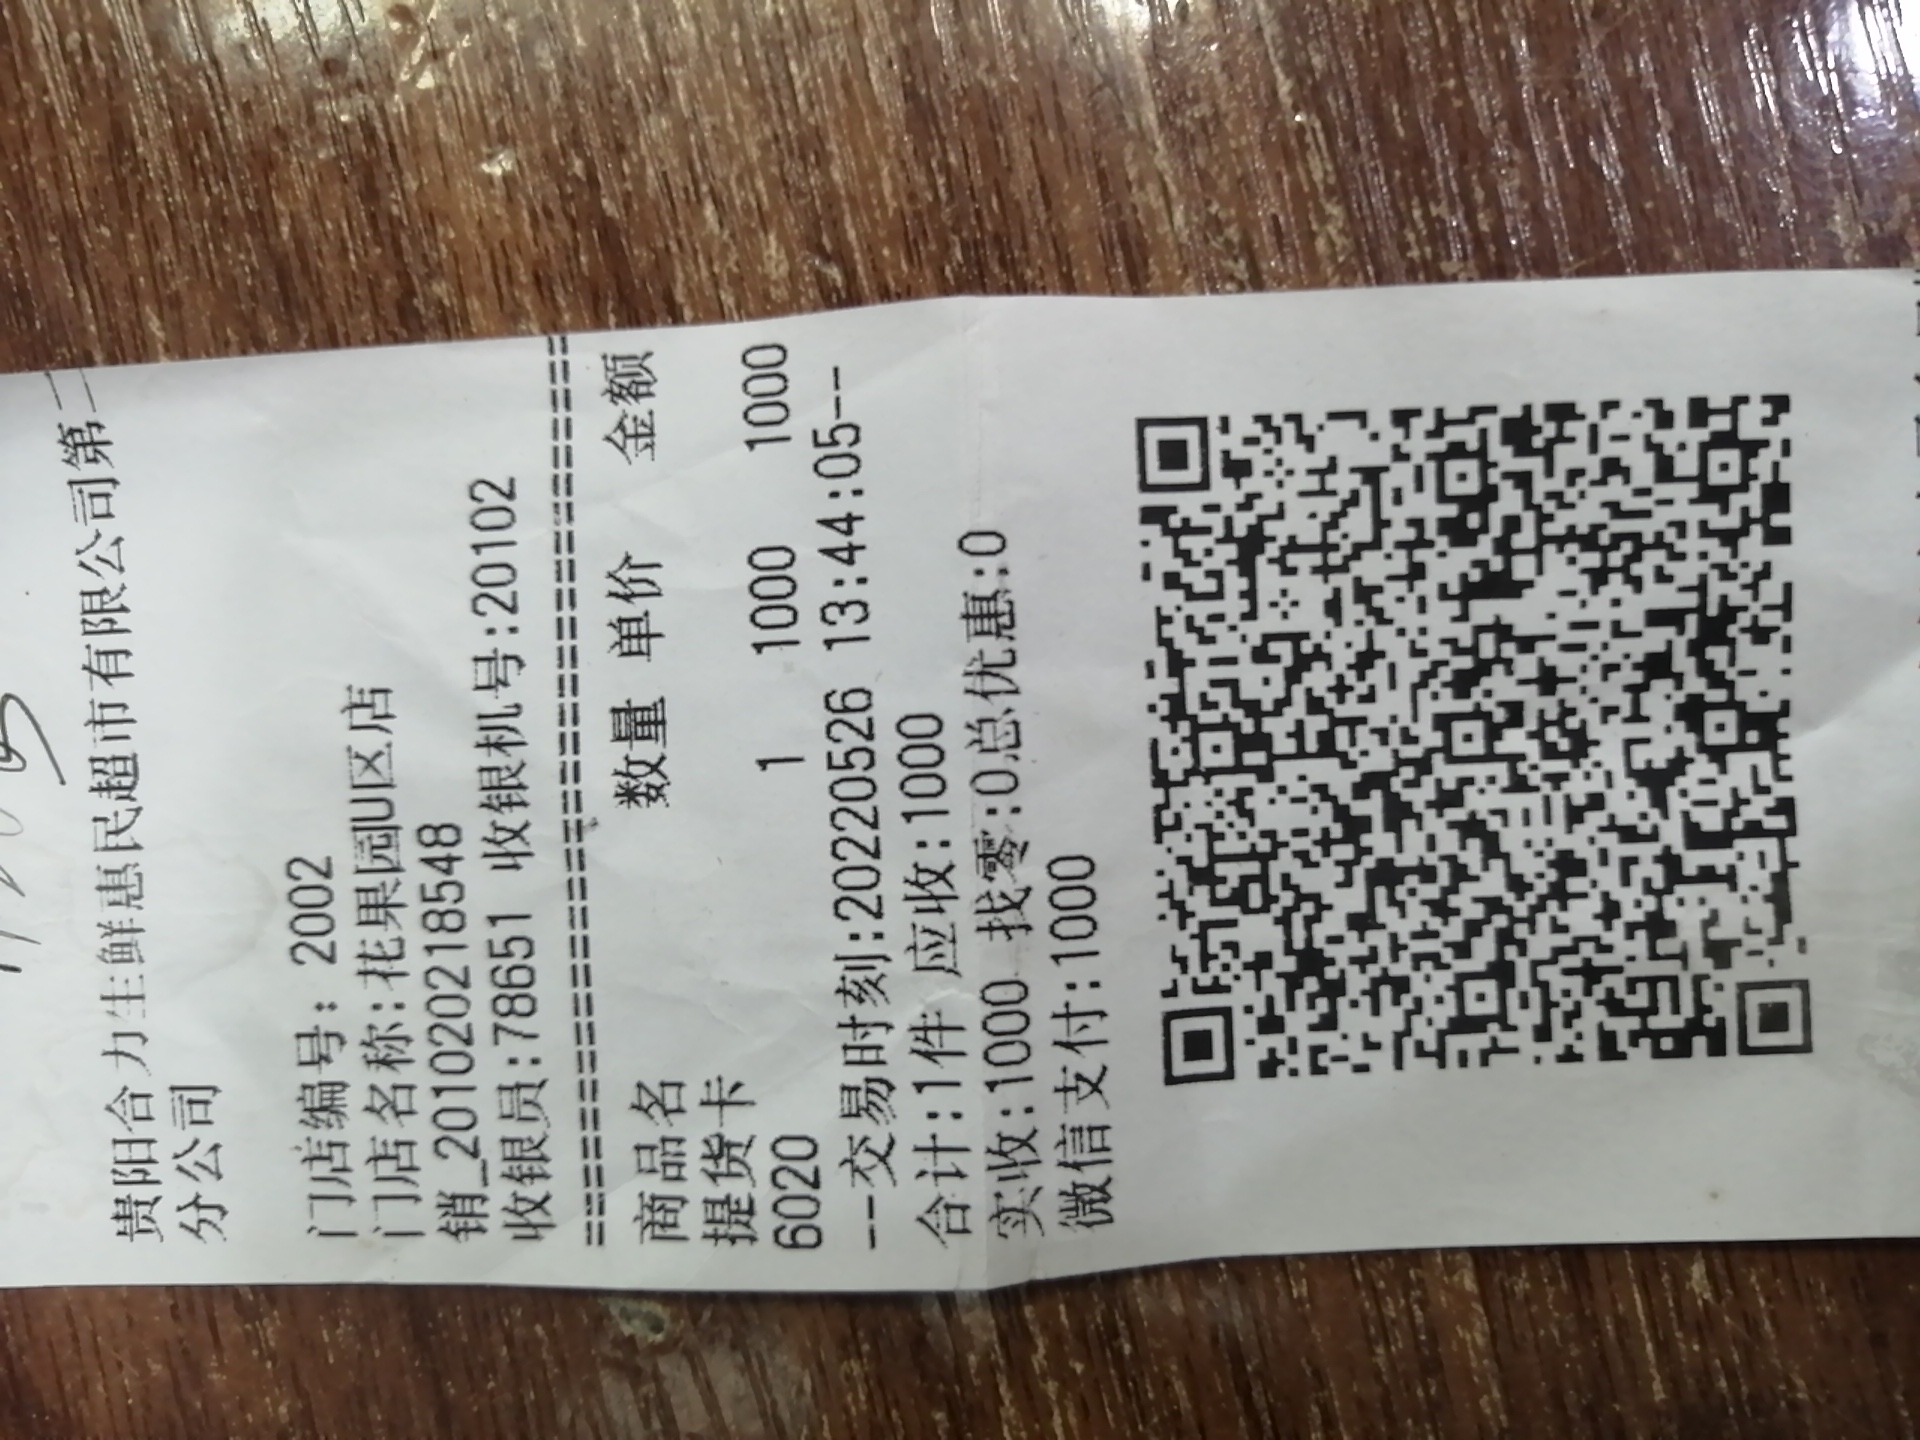 贵阳合力生鲜惠民超市有限公司第二
分公司
门店编号: 2002
门店名称:花果园U区店
销_2010202218548
收银员:78651 收银机号:20102
==========================================
商品名 数量 单价 金额
提货卡
6020 1 1000 1000
--交易时刻:20220526 13:44:05--
合计:1件 应收:1000
实收:1000 找零:0总优惠:0
微信支付:1000